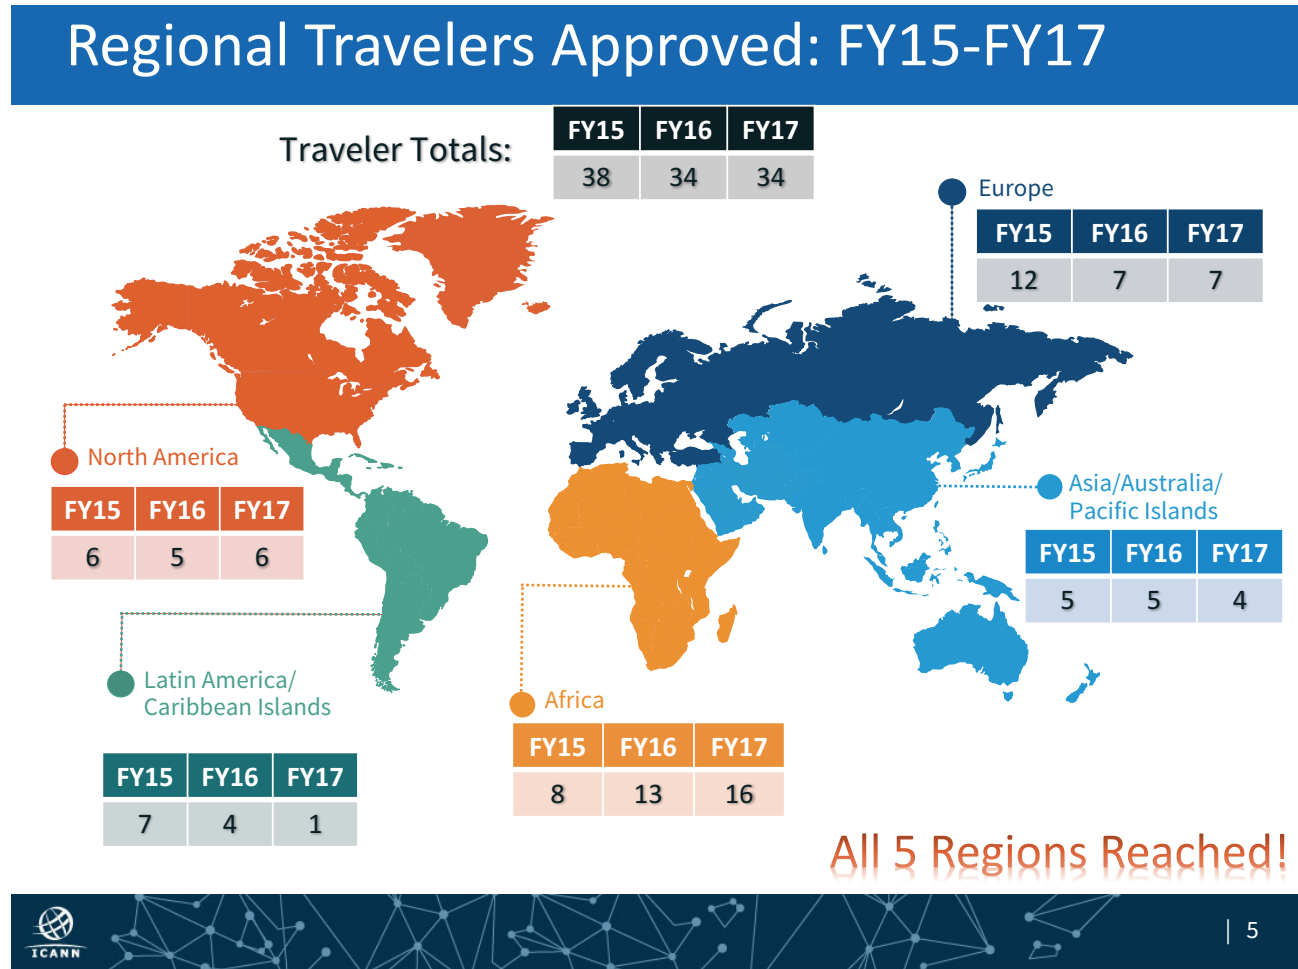 Regional Travelers Approved: FY15-FY17
Traveler Totals:
FY15 FY16 FY17
38 34 34
Europe
FY15 FY16 FY17
12 7 7
North America
FY15 FY16 FY17
6 5 6
Asia/Australia/
Pacific Islands
FY15 FY16 FY17
5 5 4
Latin America/
Caribbean Islands
FY15 FY16 FY17
7 4 1
Africa
FY15 FY16 FY17
8 13 16
All 5 Regions Reached!
ICANN
| 5